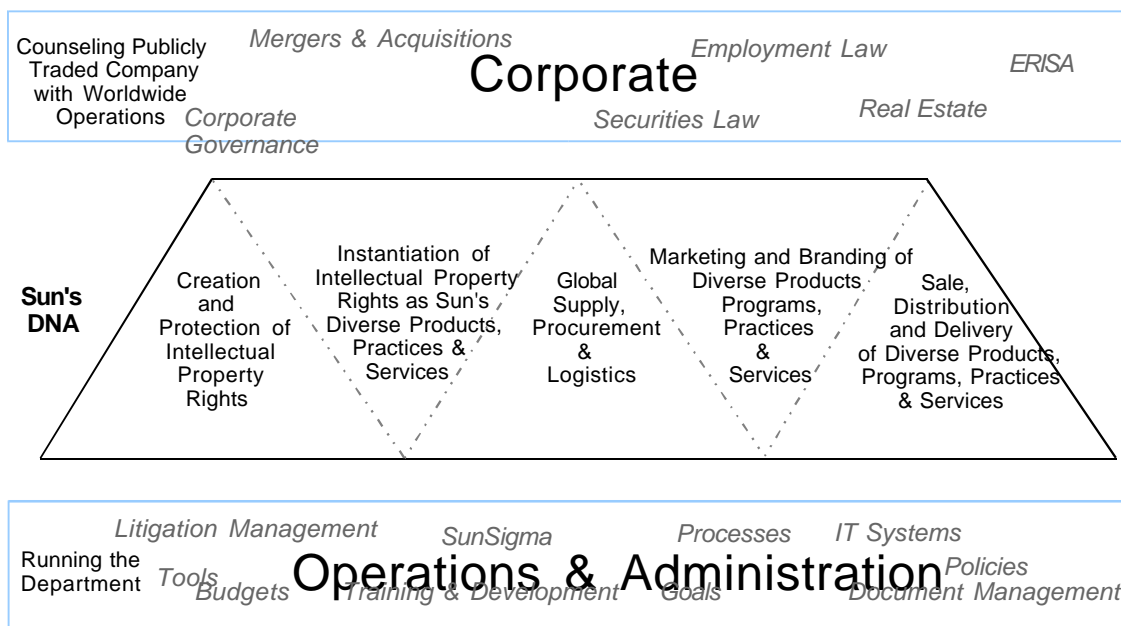 Counseling Publicly
Traded Company
with Worldwide
Operations
Mergers & Acquisitions
Corporate
Employment Law
ERISA
Corporate
Governance
Securities Law
Real Estate
Sun's
DNA
Creation
and
Protection of
Intellectual
Property
Rights
Instantiation of
Intellectual Property
Rights as Sun's
Diverse Products,
Practices &
Services
Global
Supply,
Procurement
&
Logistics
Marketing and Branding of
Diverse Products
Programs,
Practices
&
Services
Sale,
Distribution
and Delivery
of Diverse Products,
Programs, Practices
& Services
Running the
Department
Litigation Management
SunSigma
Processes
IT Systems
Tools
Operations & Administration
Policies
Budgets
Training & Development
Goals
Document Management